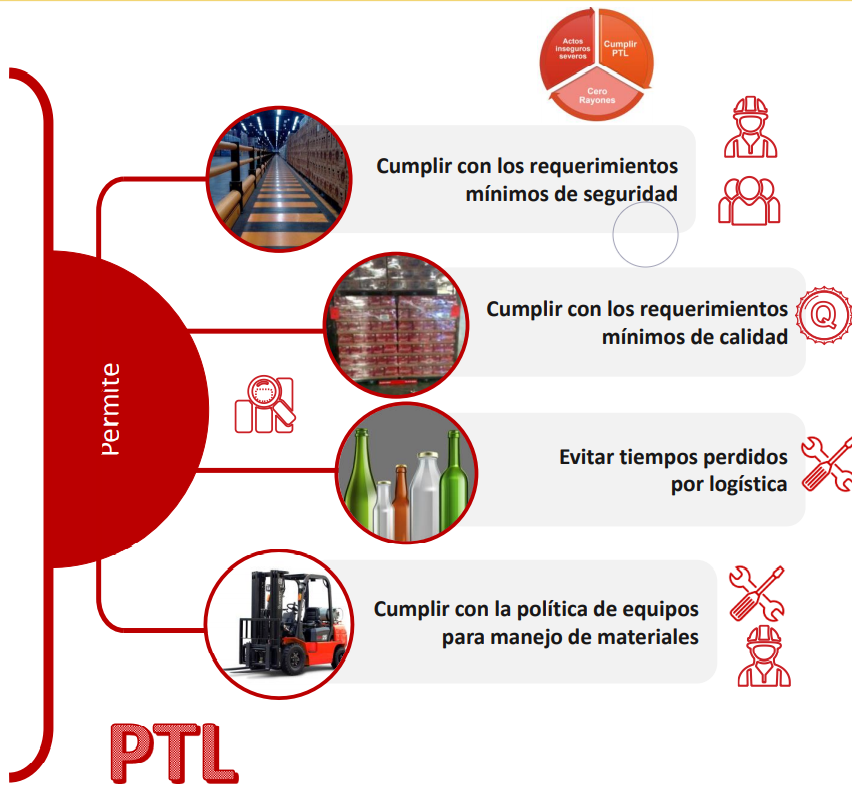 Actos
inseguros
severos
Cumplir
PTL
Cero
Rayones
Cumplir con los requerimientos
mínimos de seguridad
Cumplir con los requerimientos
mínimos de calidad
Q
Permite
Evitar tiempos perdidos
por logística
Cumplir con la política de equipos
para manejo de materiales
PTL